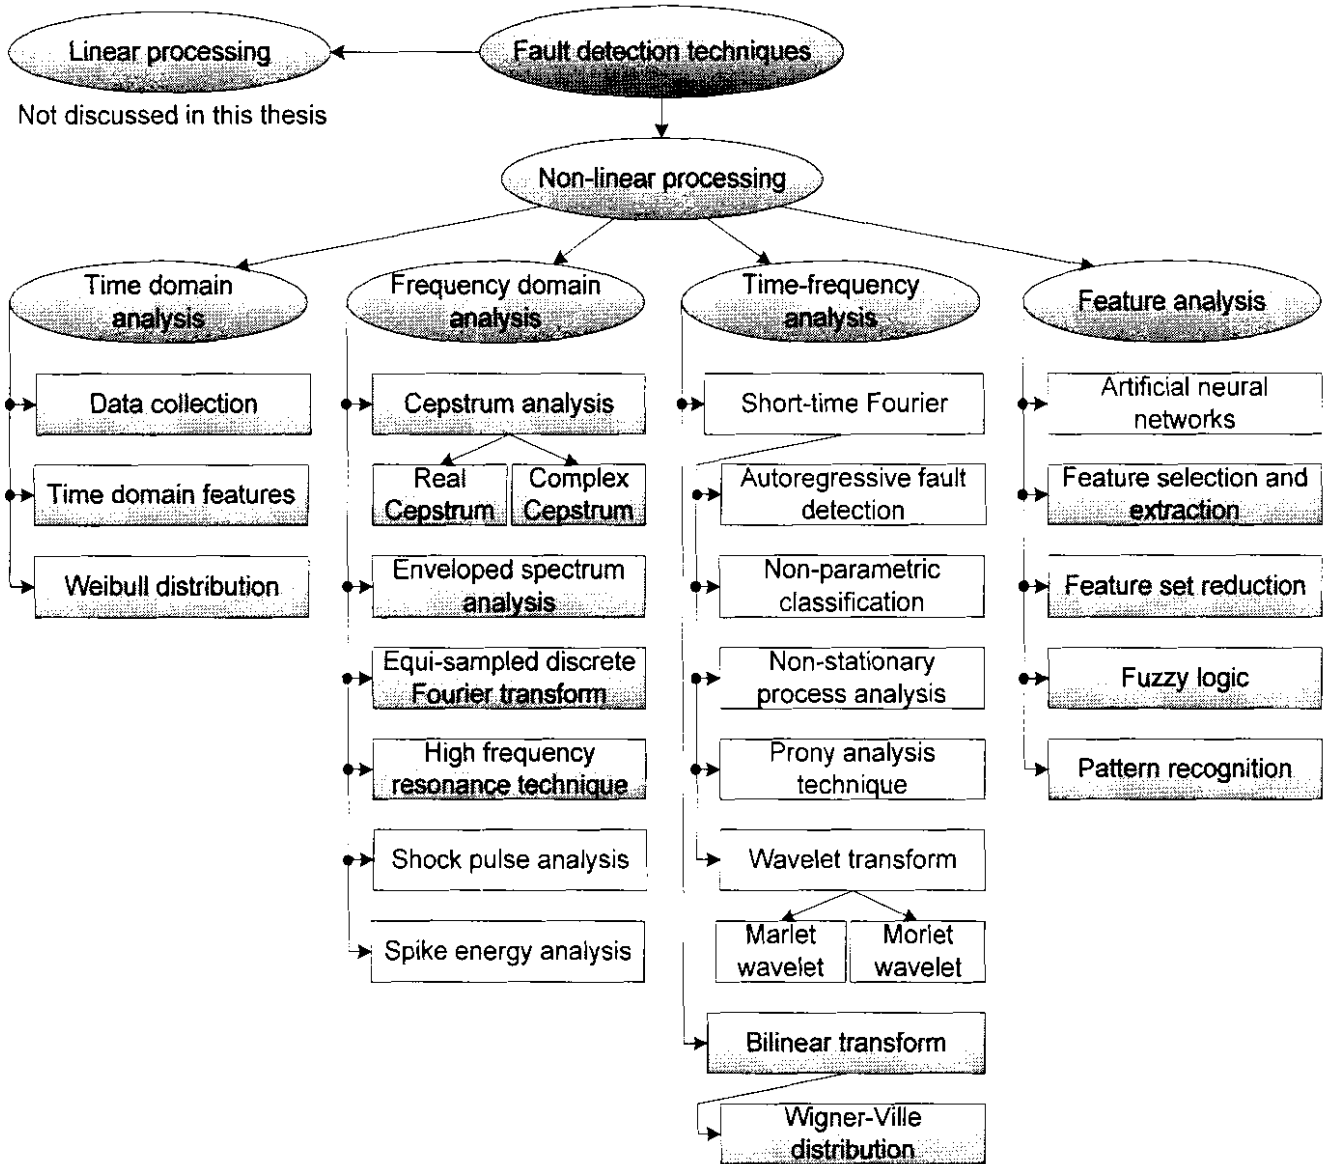 Linear processing
Fault detection techniques
Not discussed in this thesis
Non-linear processing
Time domain
analysis
Frequency domain
analysis
Time-frequency
analysis
Feature analysis
Data collection
Time domain features
Weibull distribution
Cepstrum analysis
Real
Cepstrum
Complex
Cepstrum
Enveloped spectrum
analysis
Equi-sampled discrete
Fourier transform
High frequency
resonance technique
Shock pulse analysis
Spike energy analysis
Short-time Fourier
Autoregressive fault
detection
Non-parametric
classification
Non-stationary
process analysis
Prony analysis
technique
Wavelet transform
Marlet
wavelet
Morlet
wavelet
Bilinear transform
Wigner-Ville
distribution
Artificial neural
networks
Feature selection and
extraction
Feature set reduction
Fuzzy logic
Pattern recognition